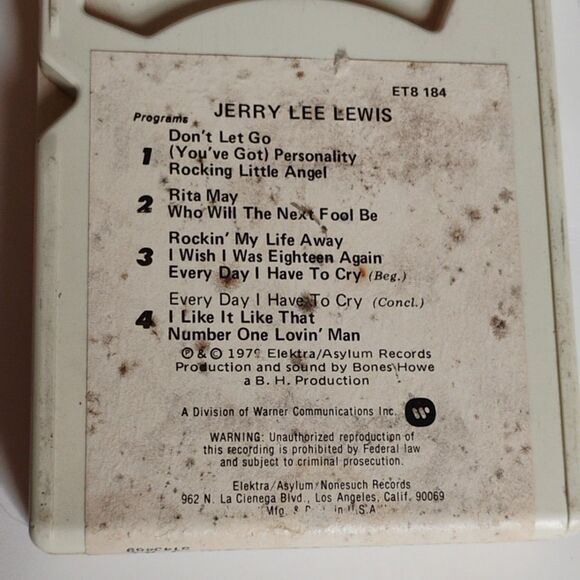 ET8 184
JERRY LEE LEWIS
Programs
Don't Let Go
1 (You've Got) Personality
Rocking Little Angel
2 Rita May
Who Will The Next Fool Be
Rockin' My Life Away
3 I Wish I Was Eighteen Again
Every Day I Have To Cry (Beg.)
Every Day I Have To Cry (Concl.)
4 I Like It Like That
Number One Lovin' Man
Ⓟ & © 1979 Elektra/Asylum Records
Production and sound by Bones Howe
a B. H. Production
A Division of Warner Communications Inc.
WARNING: Unauthorized reproduction of
this recording is prohibited by Federal law
and subject to criminal prosecution.
Elektra/Asylum/Nonesuch Records
962 N. La Cienega Blvd., Los Angeles, Calif. 90069
Mfg. & in U.S.A.